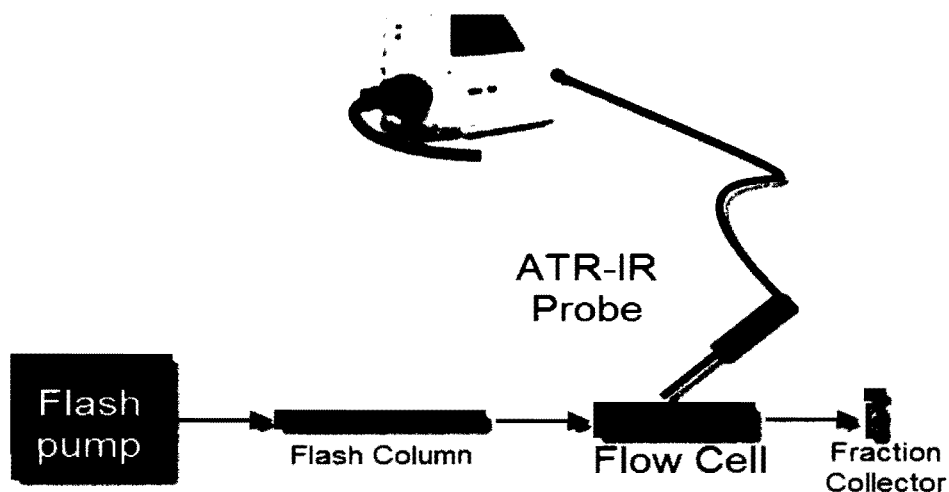 ATR-IR
Probe
Flash
pump
Flash Column
Flow Cell
Fraction
Collector